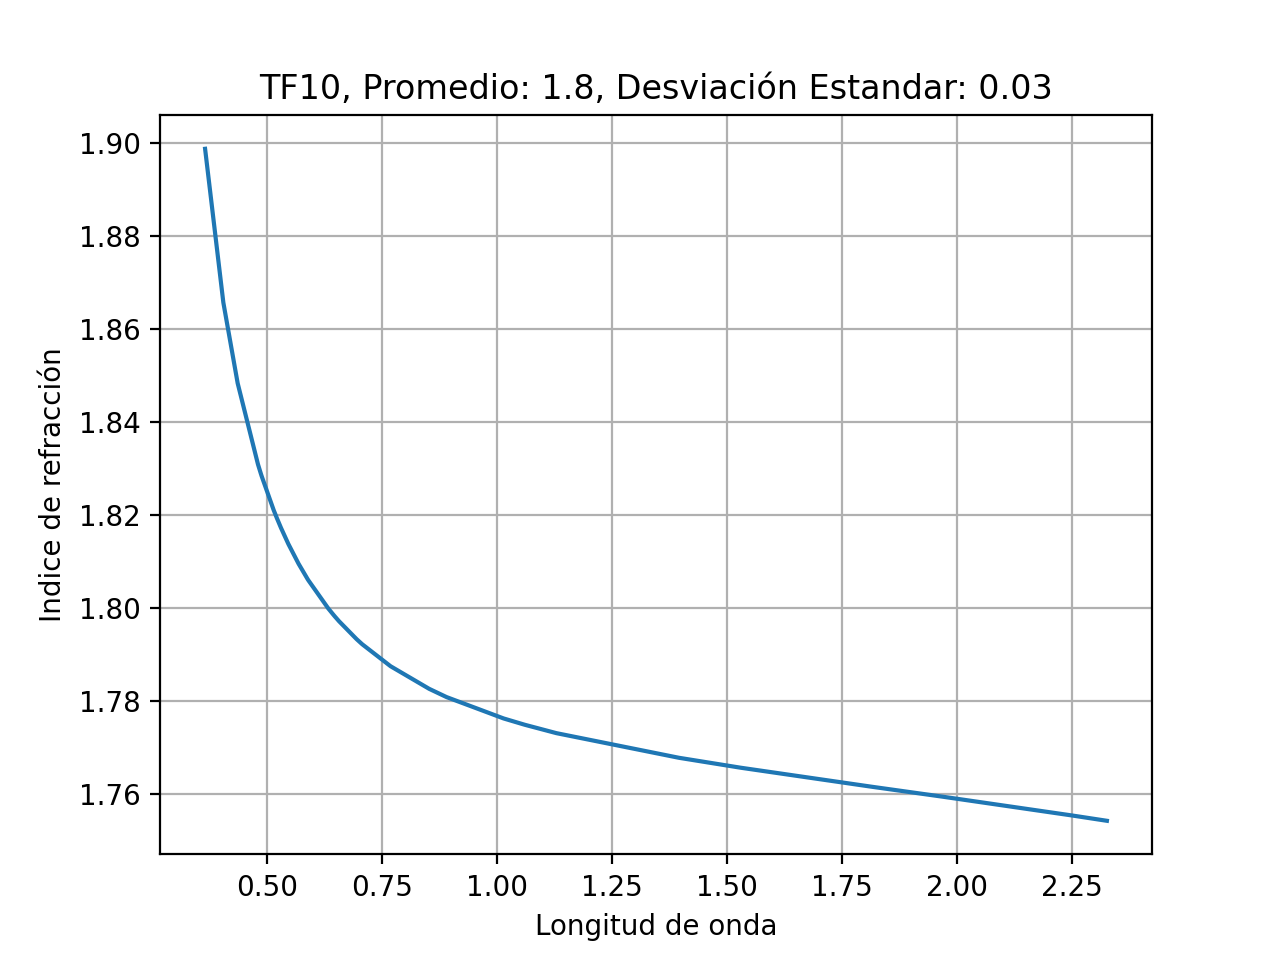 TF10, Promedio: 1.8, Desviación Estandar: 0.03
Indice de refracción
1.90
1.88
1.86
1.84
1.82
1.80
1.78
1.76
0.50 0.75 1.00 1.25 1.50 1.75 2.00 2.25
Longitud de onda